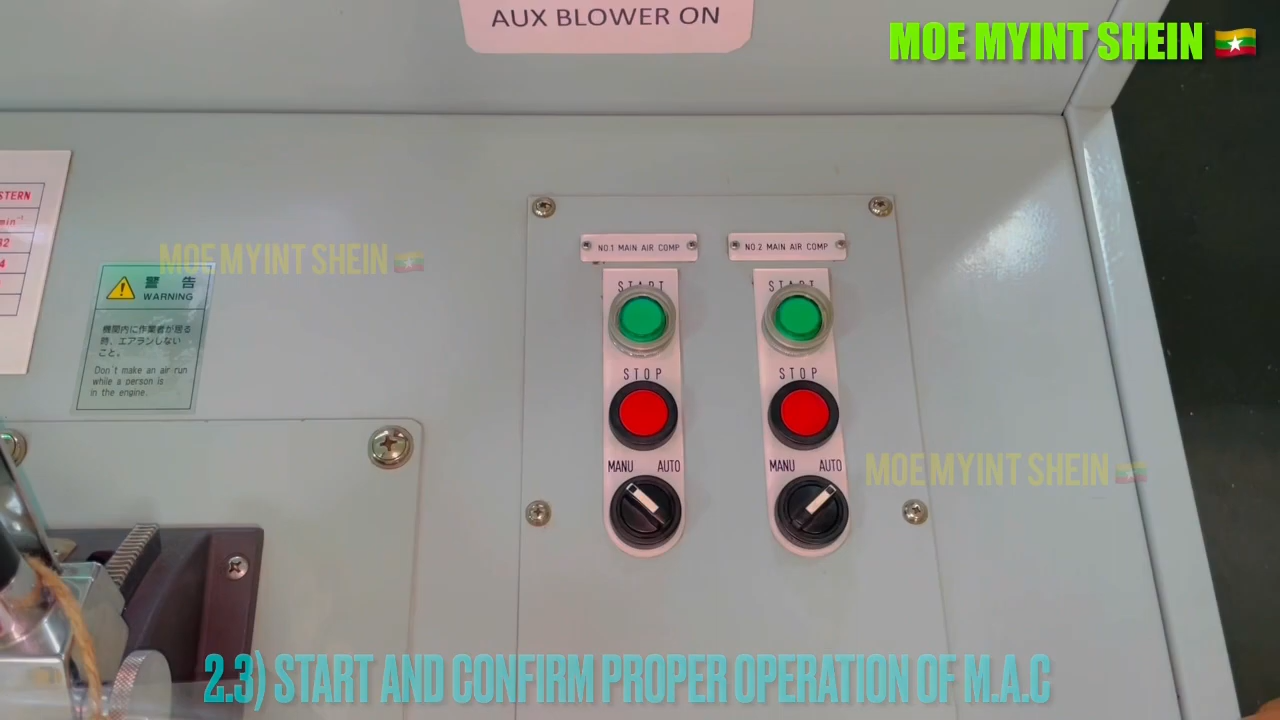 AUX BLOWER ON
MOE MYINT SHEIN
STERN
min⁻¹
4
MOE MYINT SHEIN
警 告
WARNING
機関内に作業者が居る
時、エアランしない
こと。
Don't make an air run
while a person is
in the engine.
NO.1 MAIN AIR COMP
START
STOP
MANU AUTO
NO.2 MAIN AIR COMP
START
STOP
MANU AUTO
MOE MYINT SHEIN
2.3) START AND CONFIRM PROPER OPERATION OF M.A.C